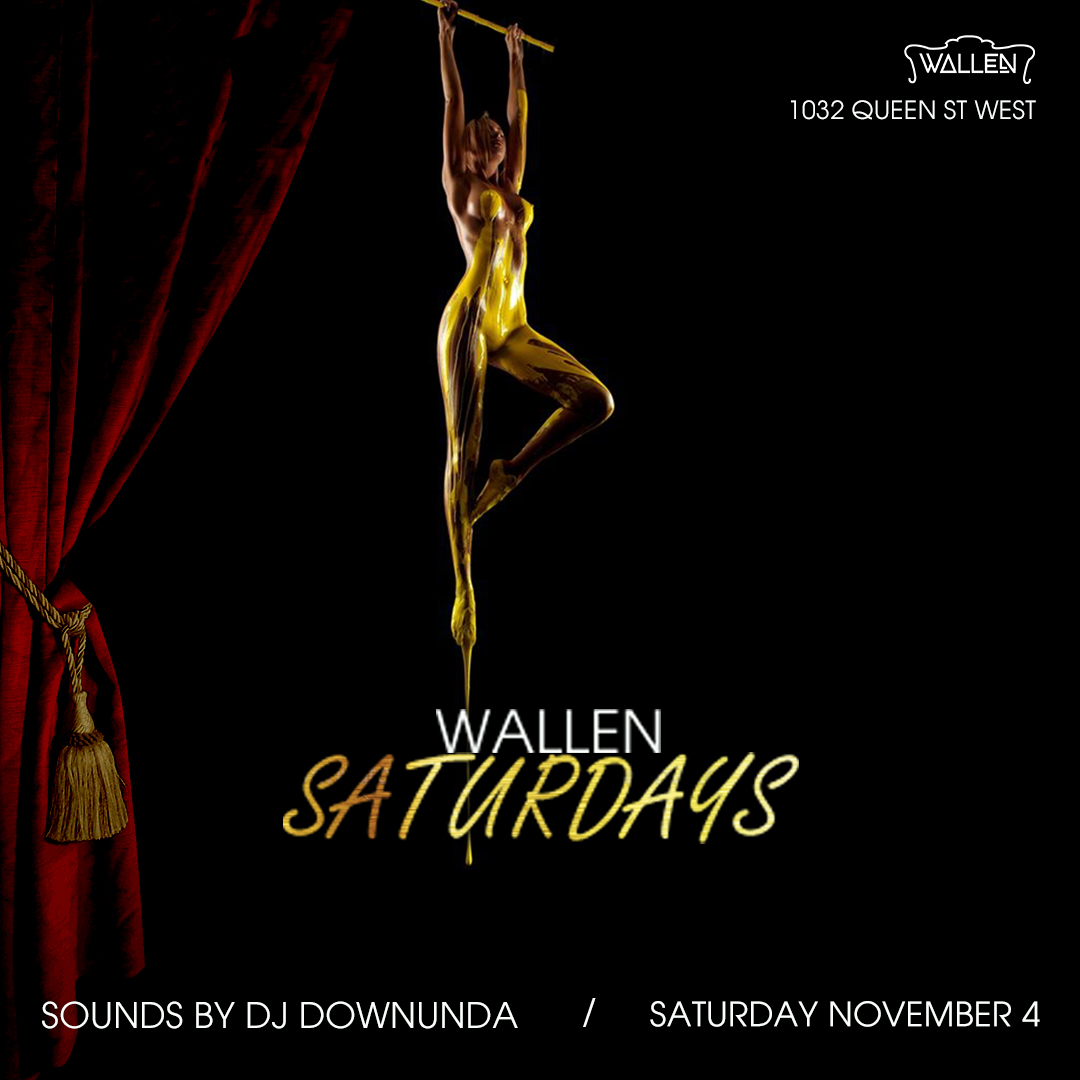 WALLEN
1032 QUEEN ST WEST
WALLEN
SATURDAYS
SOUNDS BY DJ DOWNUNDA / SATURDAY NOVEMBER 4